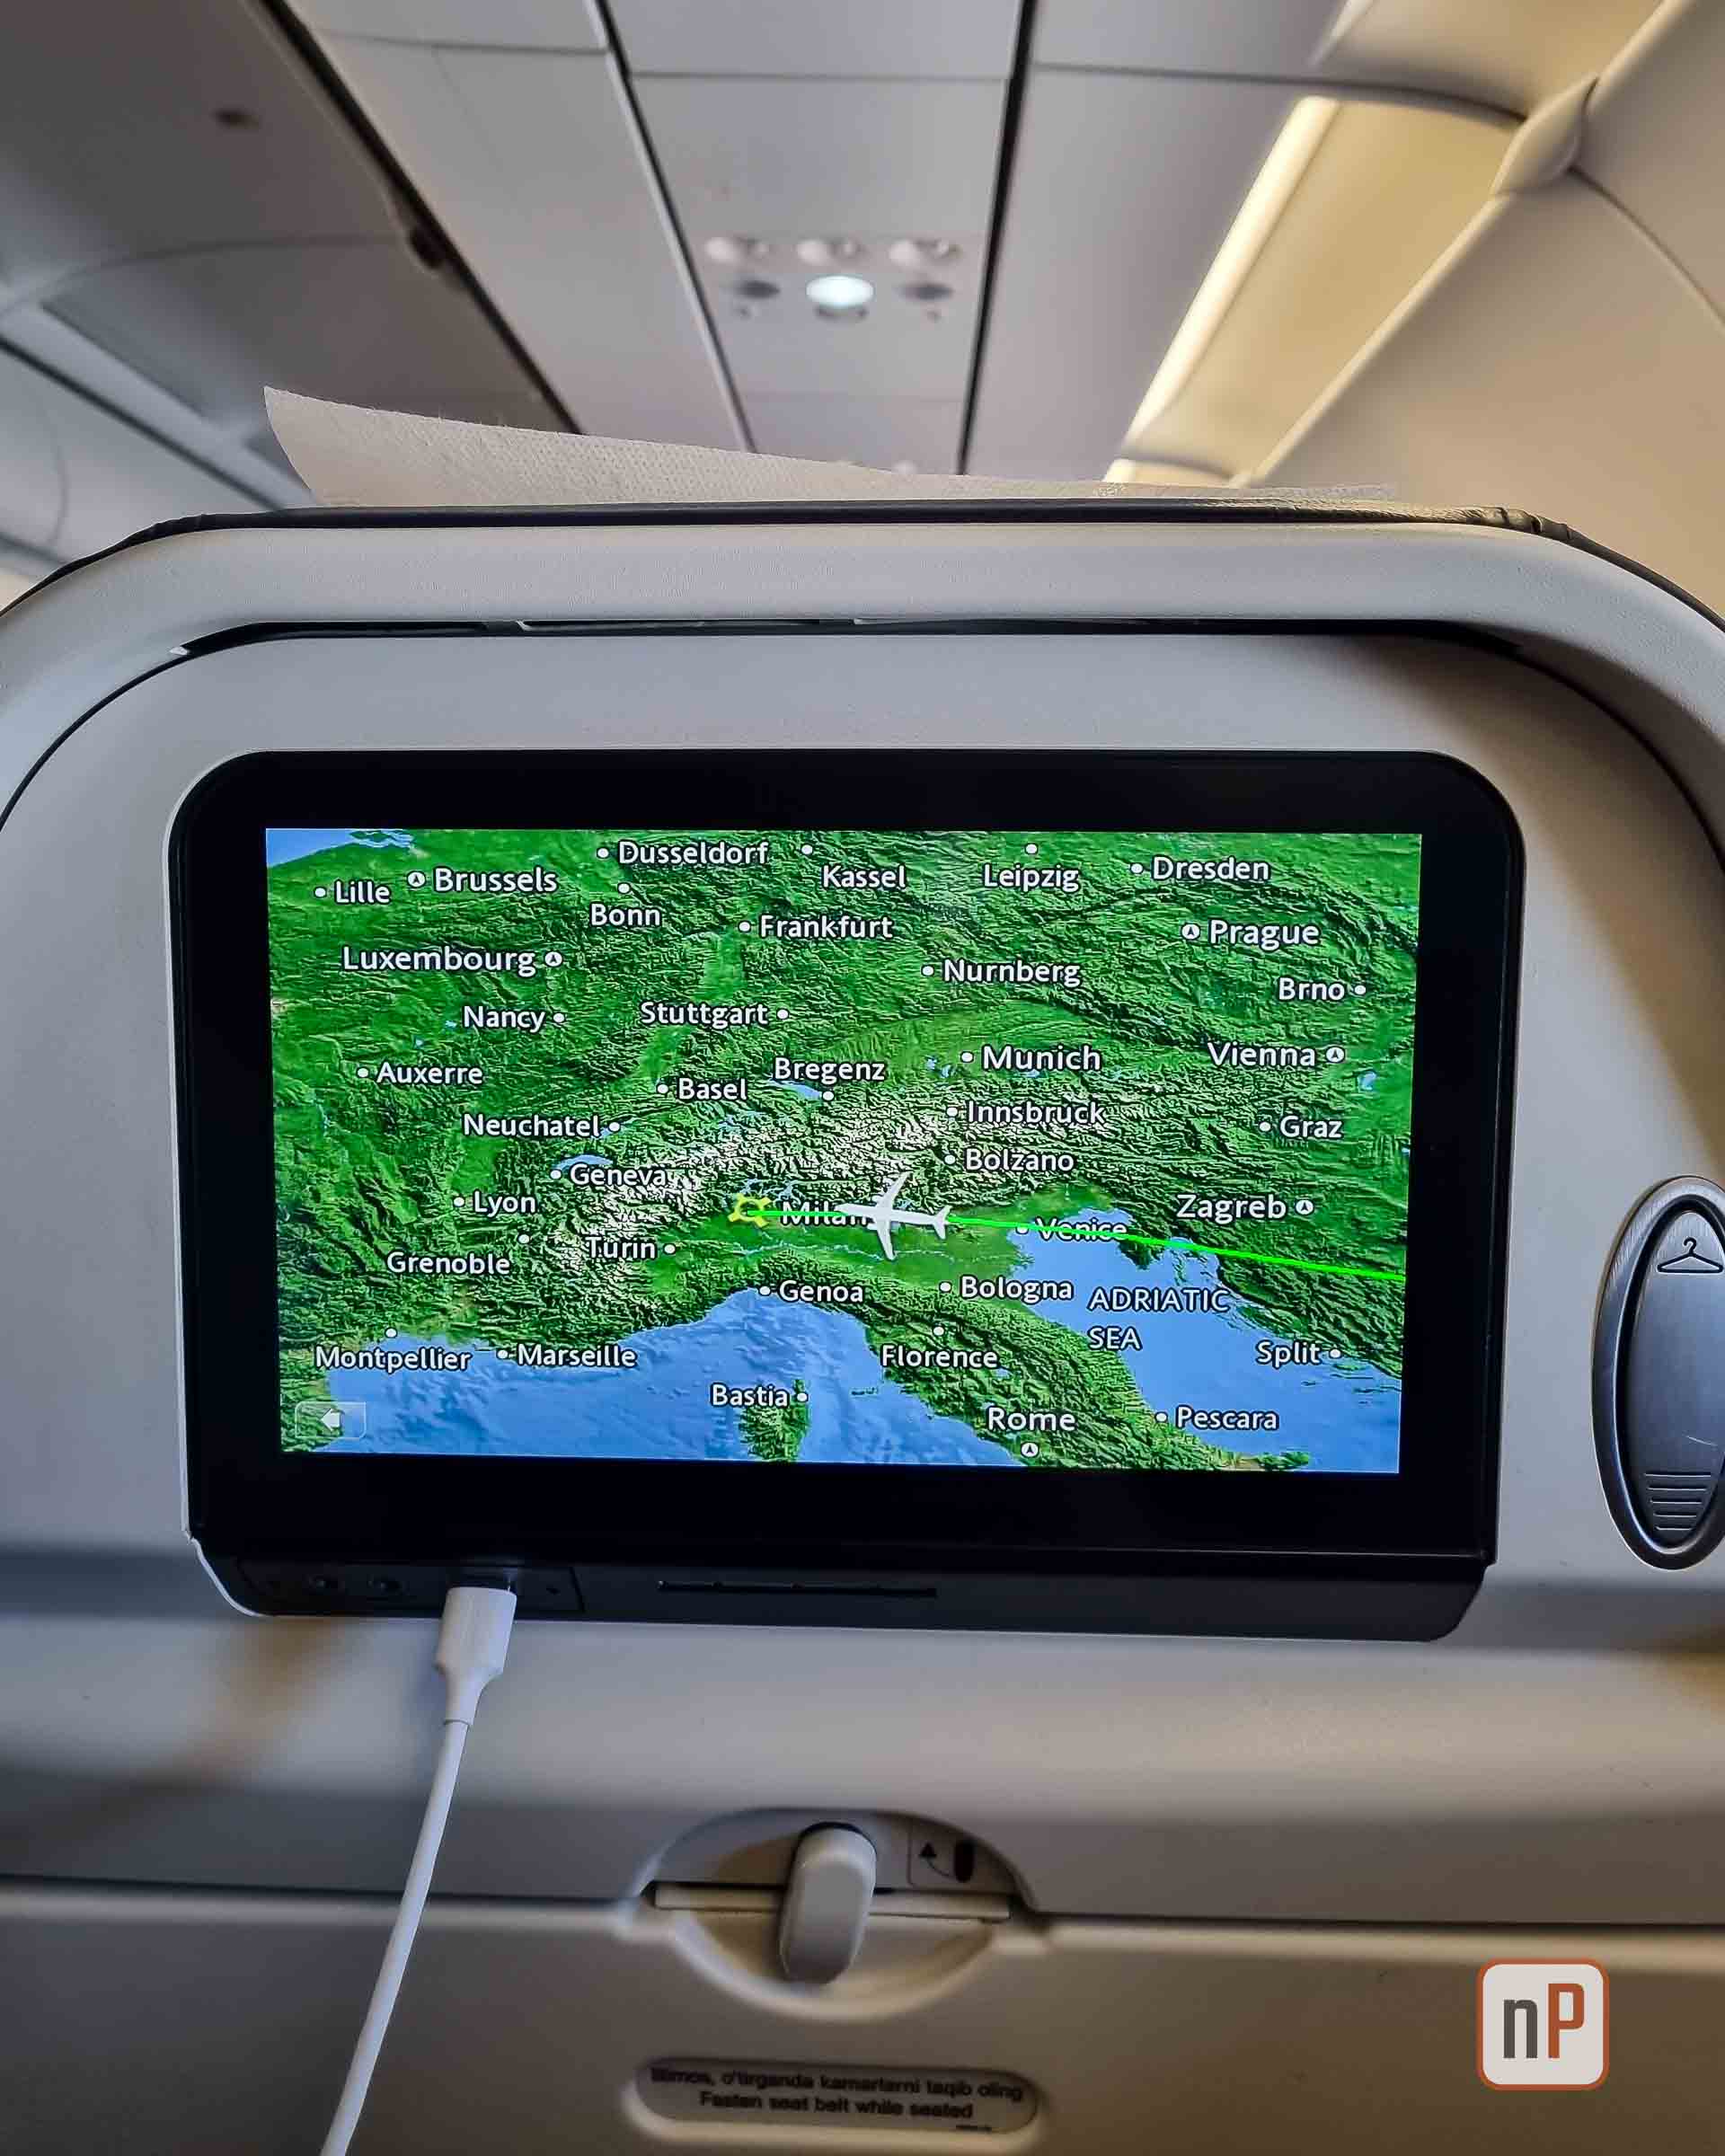 Dusseldorf
Kassel
Leipzig
Dresden
Lille
Brussels
Bonn
Frankfurt
Prague
Luxembourg
Nurnberg
Brno
Nancy
Stuttgart
Munich
Vienna
Auxerre
Bregenz
Basel
Innsbruck
Neuchatel
Graz
Geneva
Bolzano
Lyon
Milan
Venice
Zagreb
Grenoble
Turin
Genoa
Bologna
ADRIATIC
SEA
Montpellier
Marseille
Florence
Split
Bastia
Rome
Pescara
o'tirganda kamarlarni taqib oling
Fasten seat belt while seated
nP